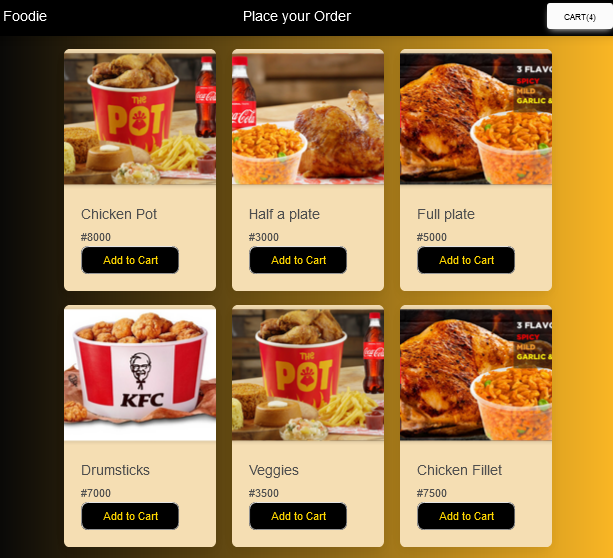 Foodie
Place your Order
CART(4)
THE
POT
Coca-Cola
Coca-Cola
3 FLAVO
SPICY
MILD
GARLIC &
Chicken Pot
Half a plate
Full plate
#8000
#3000
#5000
Add to Cart
Add to Cart
Add to Cart
KFC
THE
POT
Coca-Cola
3 FLAVO
SPICY
MILD
GARLIC &
Drumsticks
Veggies
Chicken Fillet
#7000
#3500
#7500
Add to Cart
Add to Cart
Add to Cart